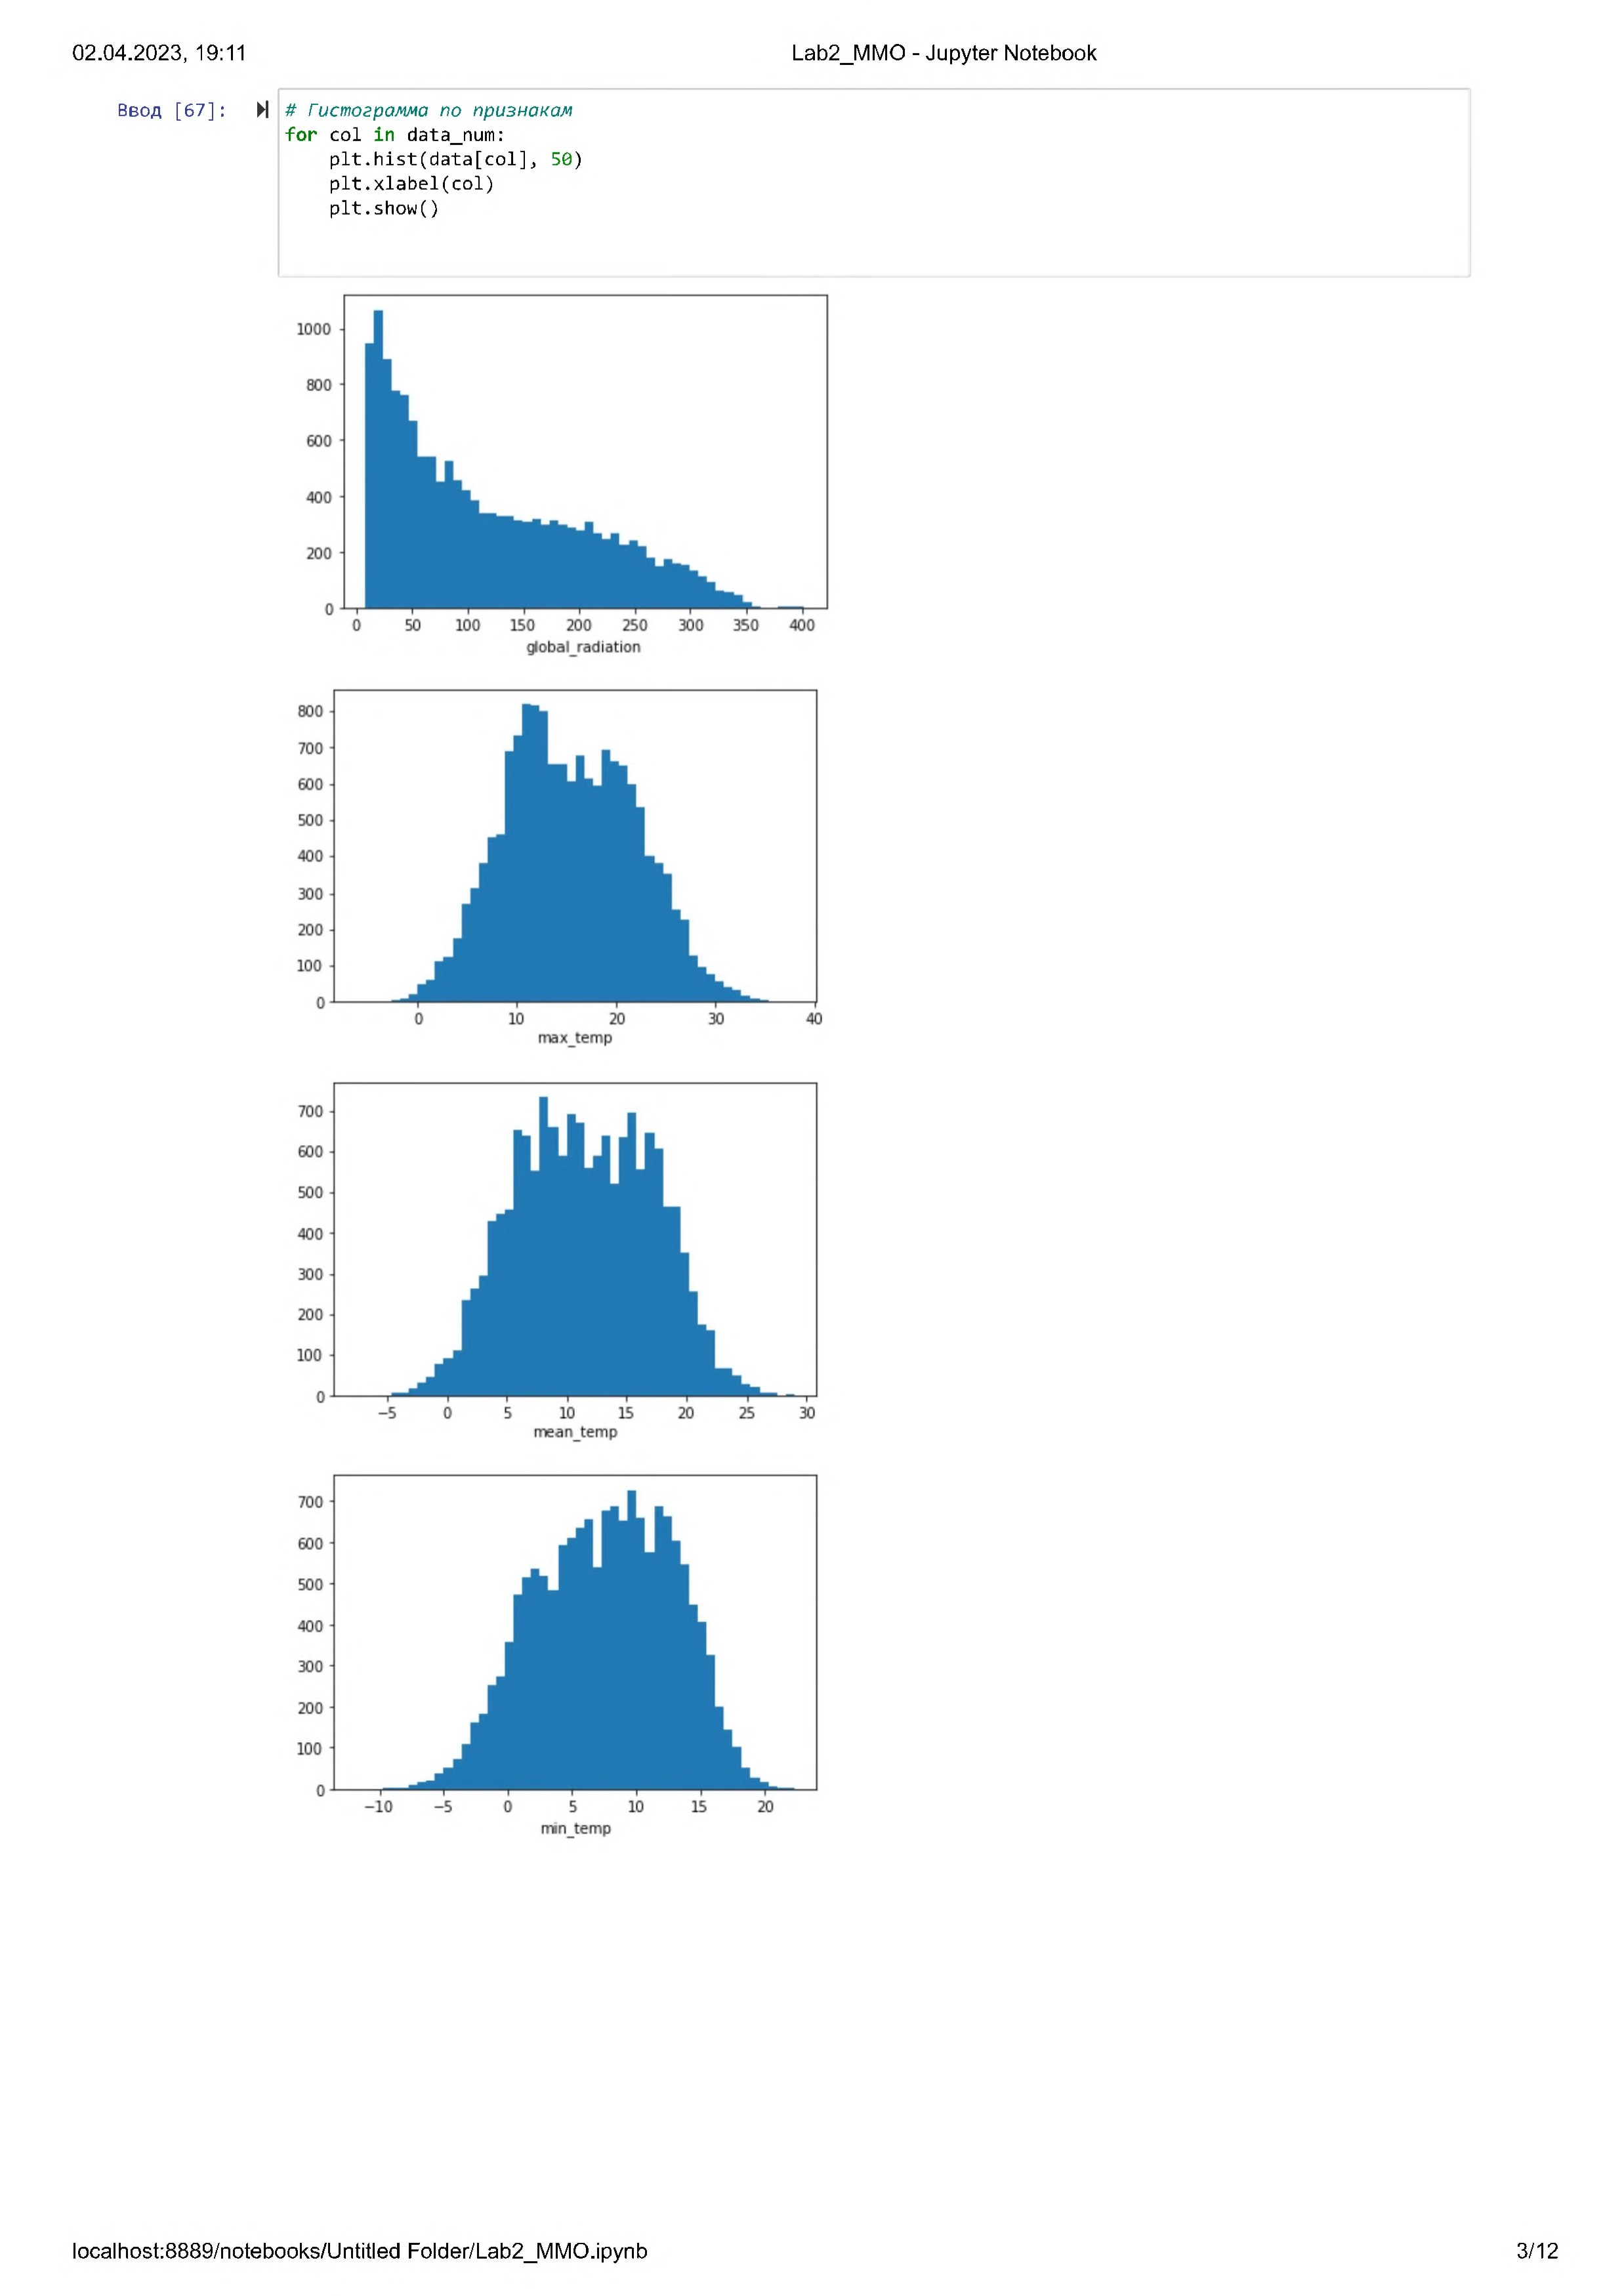 02.04.2023, 19:11 Lab2_MMO - Jupyter Notebook
Ввод [67]:
# Гистограмма по признакам
for col in data_num:
    plt.hist(data[col], 50)
    plt.xlabel(col)
    plt.show()
1000
800
600
400
200
0
0 50 100 150 200 250 300 350 400
global_radiation
800
700
600
500
400
300
200
100
0
0 10 20 30 40
max_temp
700
600
500
400
300
200
100
0
−5 0 5 10 15 20 25 30
mean_temp
700
600
500
400
300
200
100
0
−10 −5 0 5 10 15 20
min_temp
localhost:8889/notebooks/Untitled Folder/Lab2_MMO.ipynb 3/12